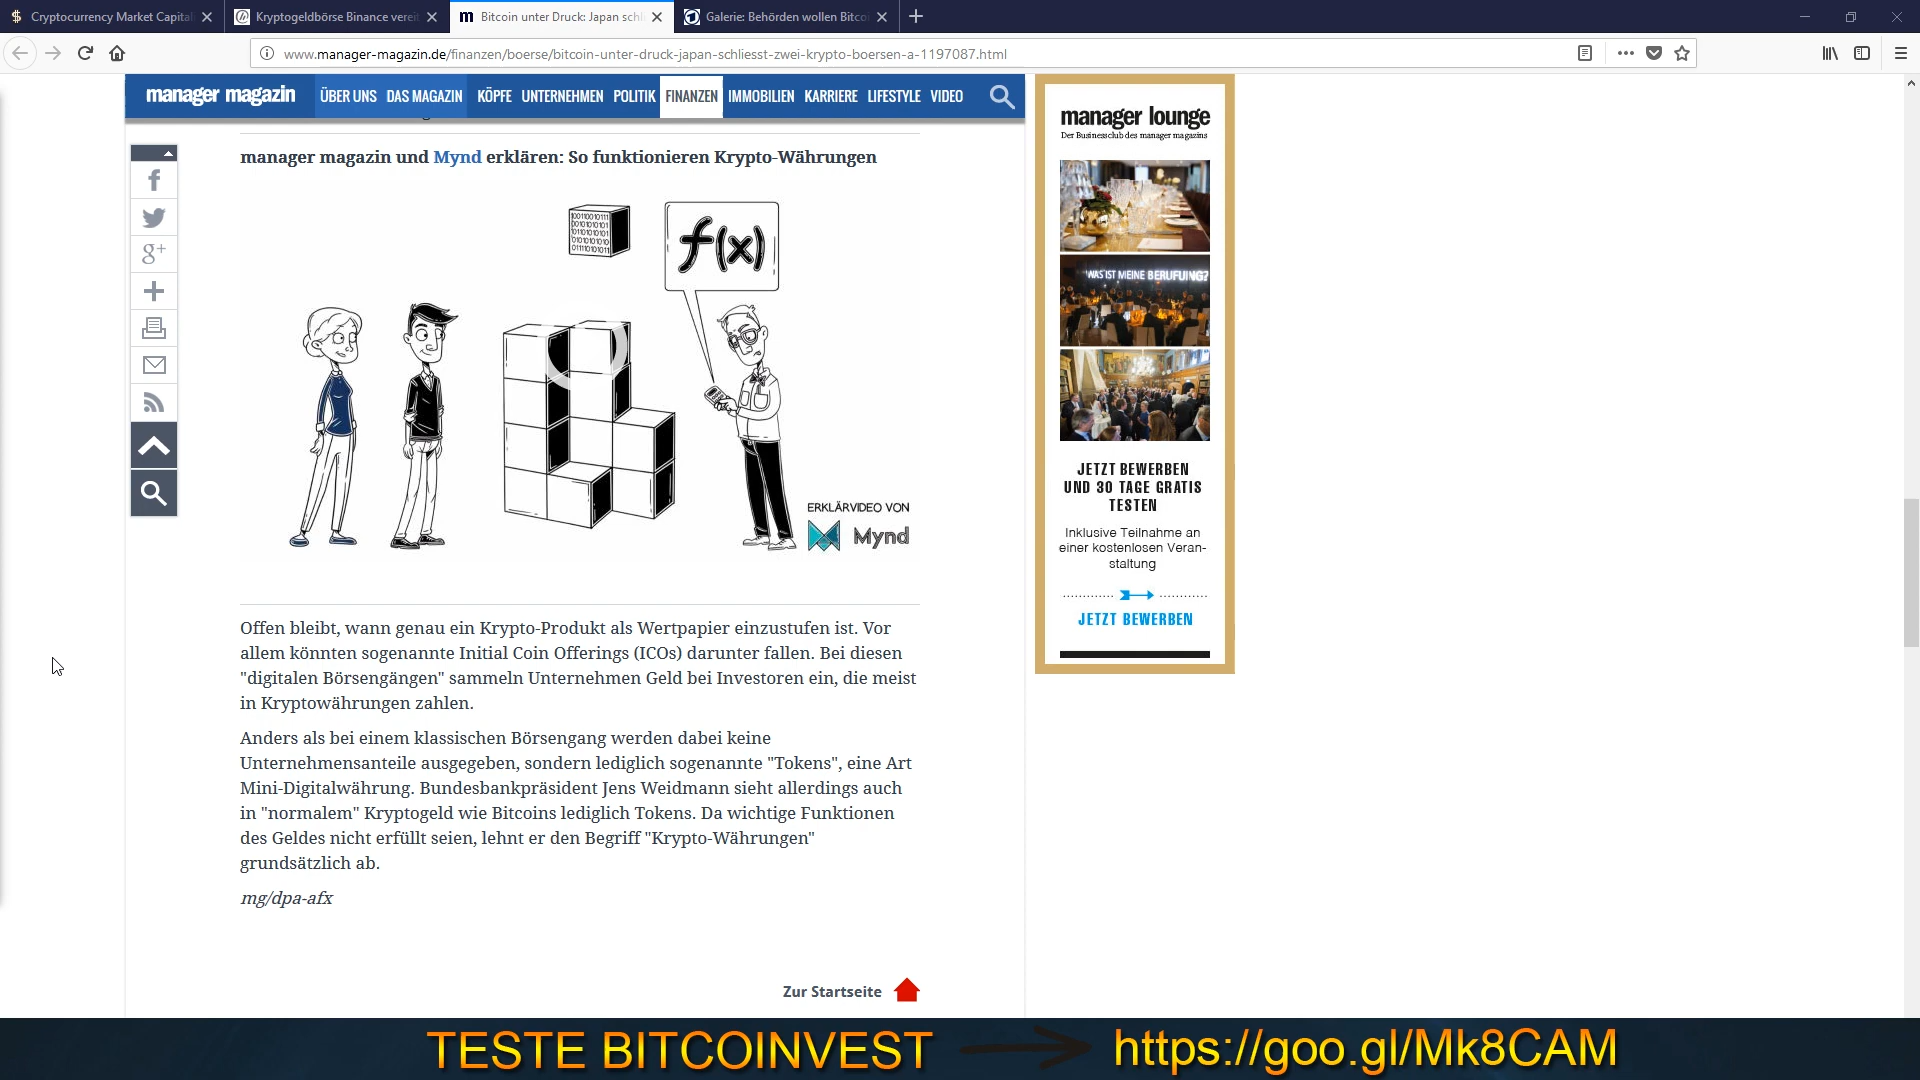 Cryptocurrency Market Capital
Kryptogeldbörse Binance vereit
Bitcoin unter Druck: Japan schli
Galerie: Behörden wollen Bitco
www.manager-magazin.de/finanzen/boerse/bitcoin-unter-druck-japan-schliesst-zwei-krypto-boersen-a-1197087.html
manager magazin
ÜBER UNS DAS MAGAZIN KÖPFE UNTERNEHMEN POLITIK FINANZEN IMMOBILIEN KARRIERE LIFESTYLE VIDEO
manager magazin und Mynd erklären: So funktionieren Krypto-Währungen
f(x)
ERKLÄRVIDEO VON
Mynd
Offen bleibt, wann genau ein Krypto-Produkt als Wertpapier einzustufen ist. Vor
allem könnten sogenannte Initial Coin Offerings (ICOs) darunter fallen. Bei diesen
"digitalen Börsengängen" sammeln Unternehmen Geld bei Investoren ein, die meist
in Kryptowährungen zahlen.
Anders als bei einem klassischen Börsengang werden dabei keine
Unternehmensanteile ausgegeben, sondern lediglich sogenannte "Tokens", eine Art
Mini-Digitalwährung. Bundesbankpräsident Jens Weidmann sieht allerdings auch
in "normalem" Kryptogeld wie Bitcoins lediglich Tokens. Da wichtige Funktionen
des Geldes nicht erfüllt seien, lehnt er den Begriff "Krypto-Währungen"
grundsätzlich ab.
mg/dpa-afx
Zur Startseite
manager lounge
Der Businessclub des manager magazins
WAS IST MEINE BERUFUNG?
JETZT BEWERBEN
UND 30 TAGE GRATIS
TESTEN
Inklusive Teilnahme an
einer kostenlosen Veran-
staltung
JETZT BEWERBEN
TESTE BITCOINVEST
https://goo.gl/Mk8CAM